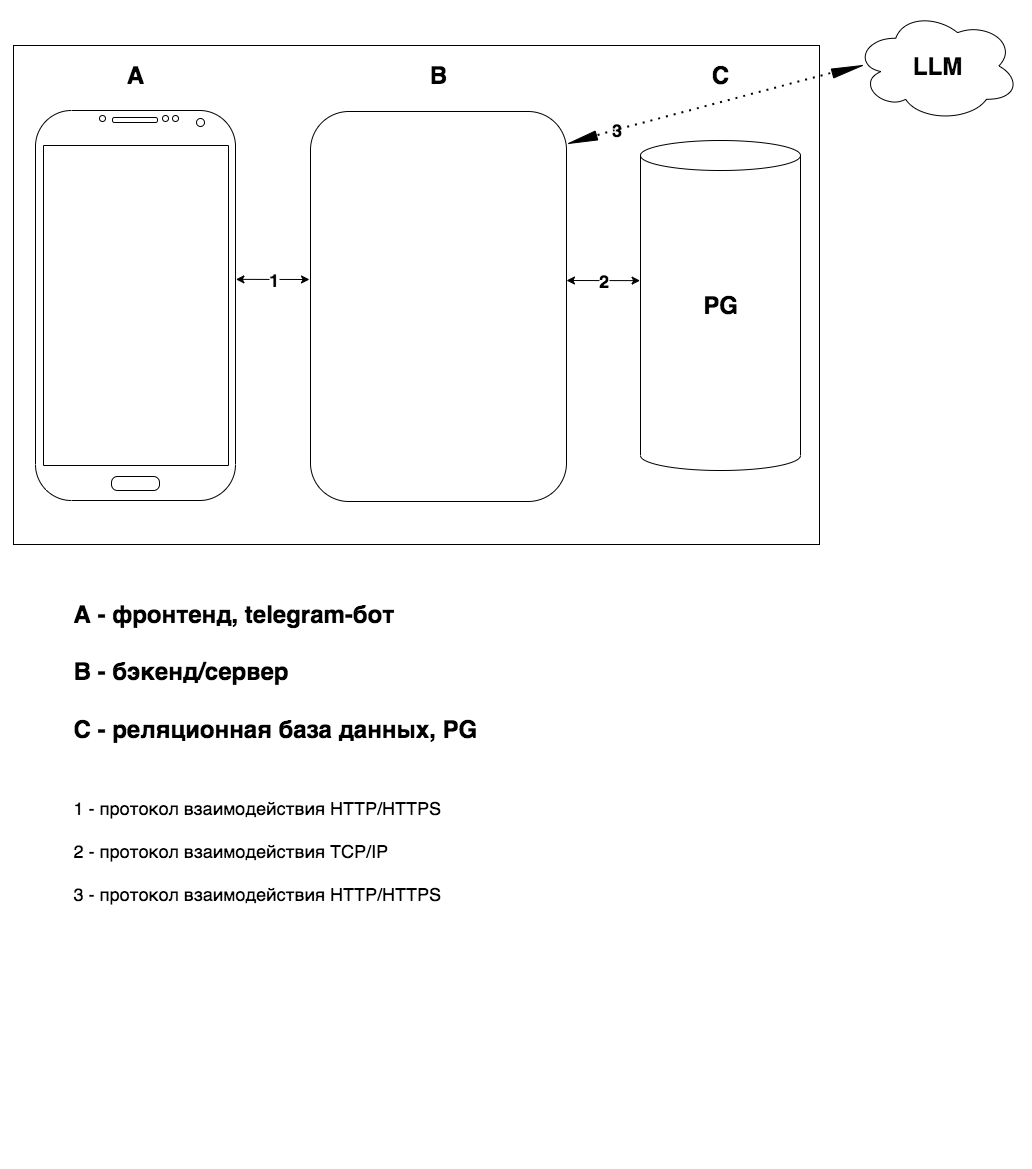 LLM
A
B
C
3
1
2
PG
A - фронтенд, telegram-бот
B - бэкенд/сервер
C - реляционная база данных, PG
1 - протокол взаимодействия HTTP/HTTPS
2 - протокол взаимодействия TCP/IP
3 - протокол взаимодействия HTTP/HTTPS